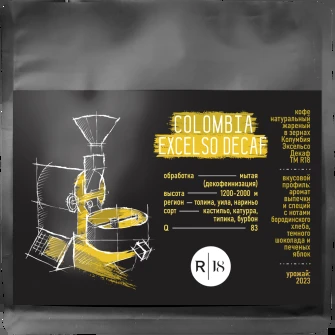 COLOMBIA
EXCELSO DECAF
обработка мытая
(декофеинизация)
высота 1200-2000 м
регион — толима, уила, нариньо
сорт кастильо, катурра,
типика, бурбон
Q 83
R|18
кофе
натуральный
жареный
в зернах
Колумбия
Эксельсо
Декаф
ТМ R18
вкусовой
профиль:
аромат
выпечки
и специй
с нотами
бородинского
хлеба,
темного
шоколада и
печеных
яблок
урожай:
2023